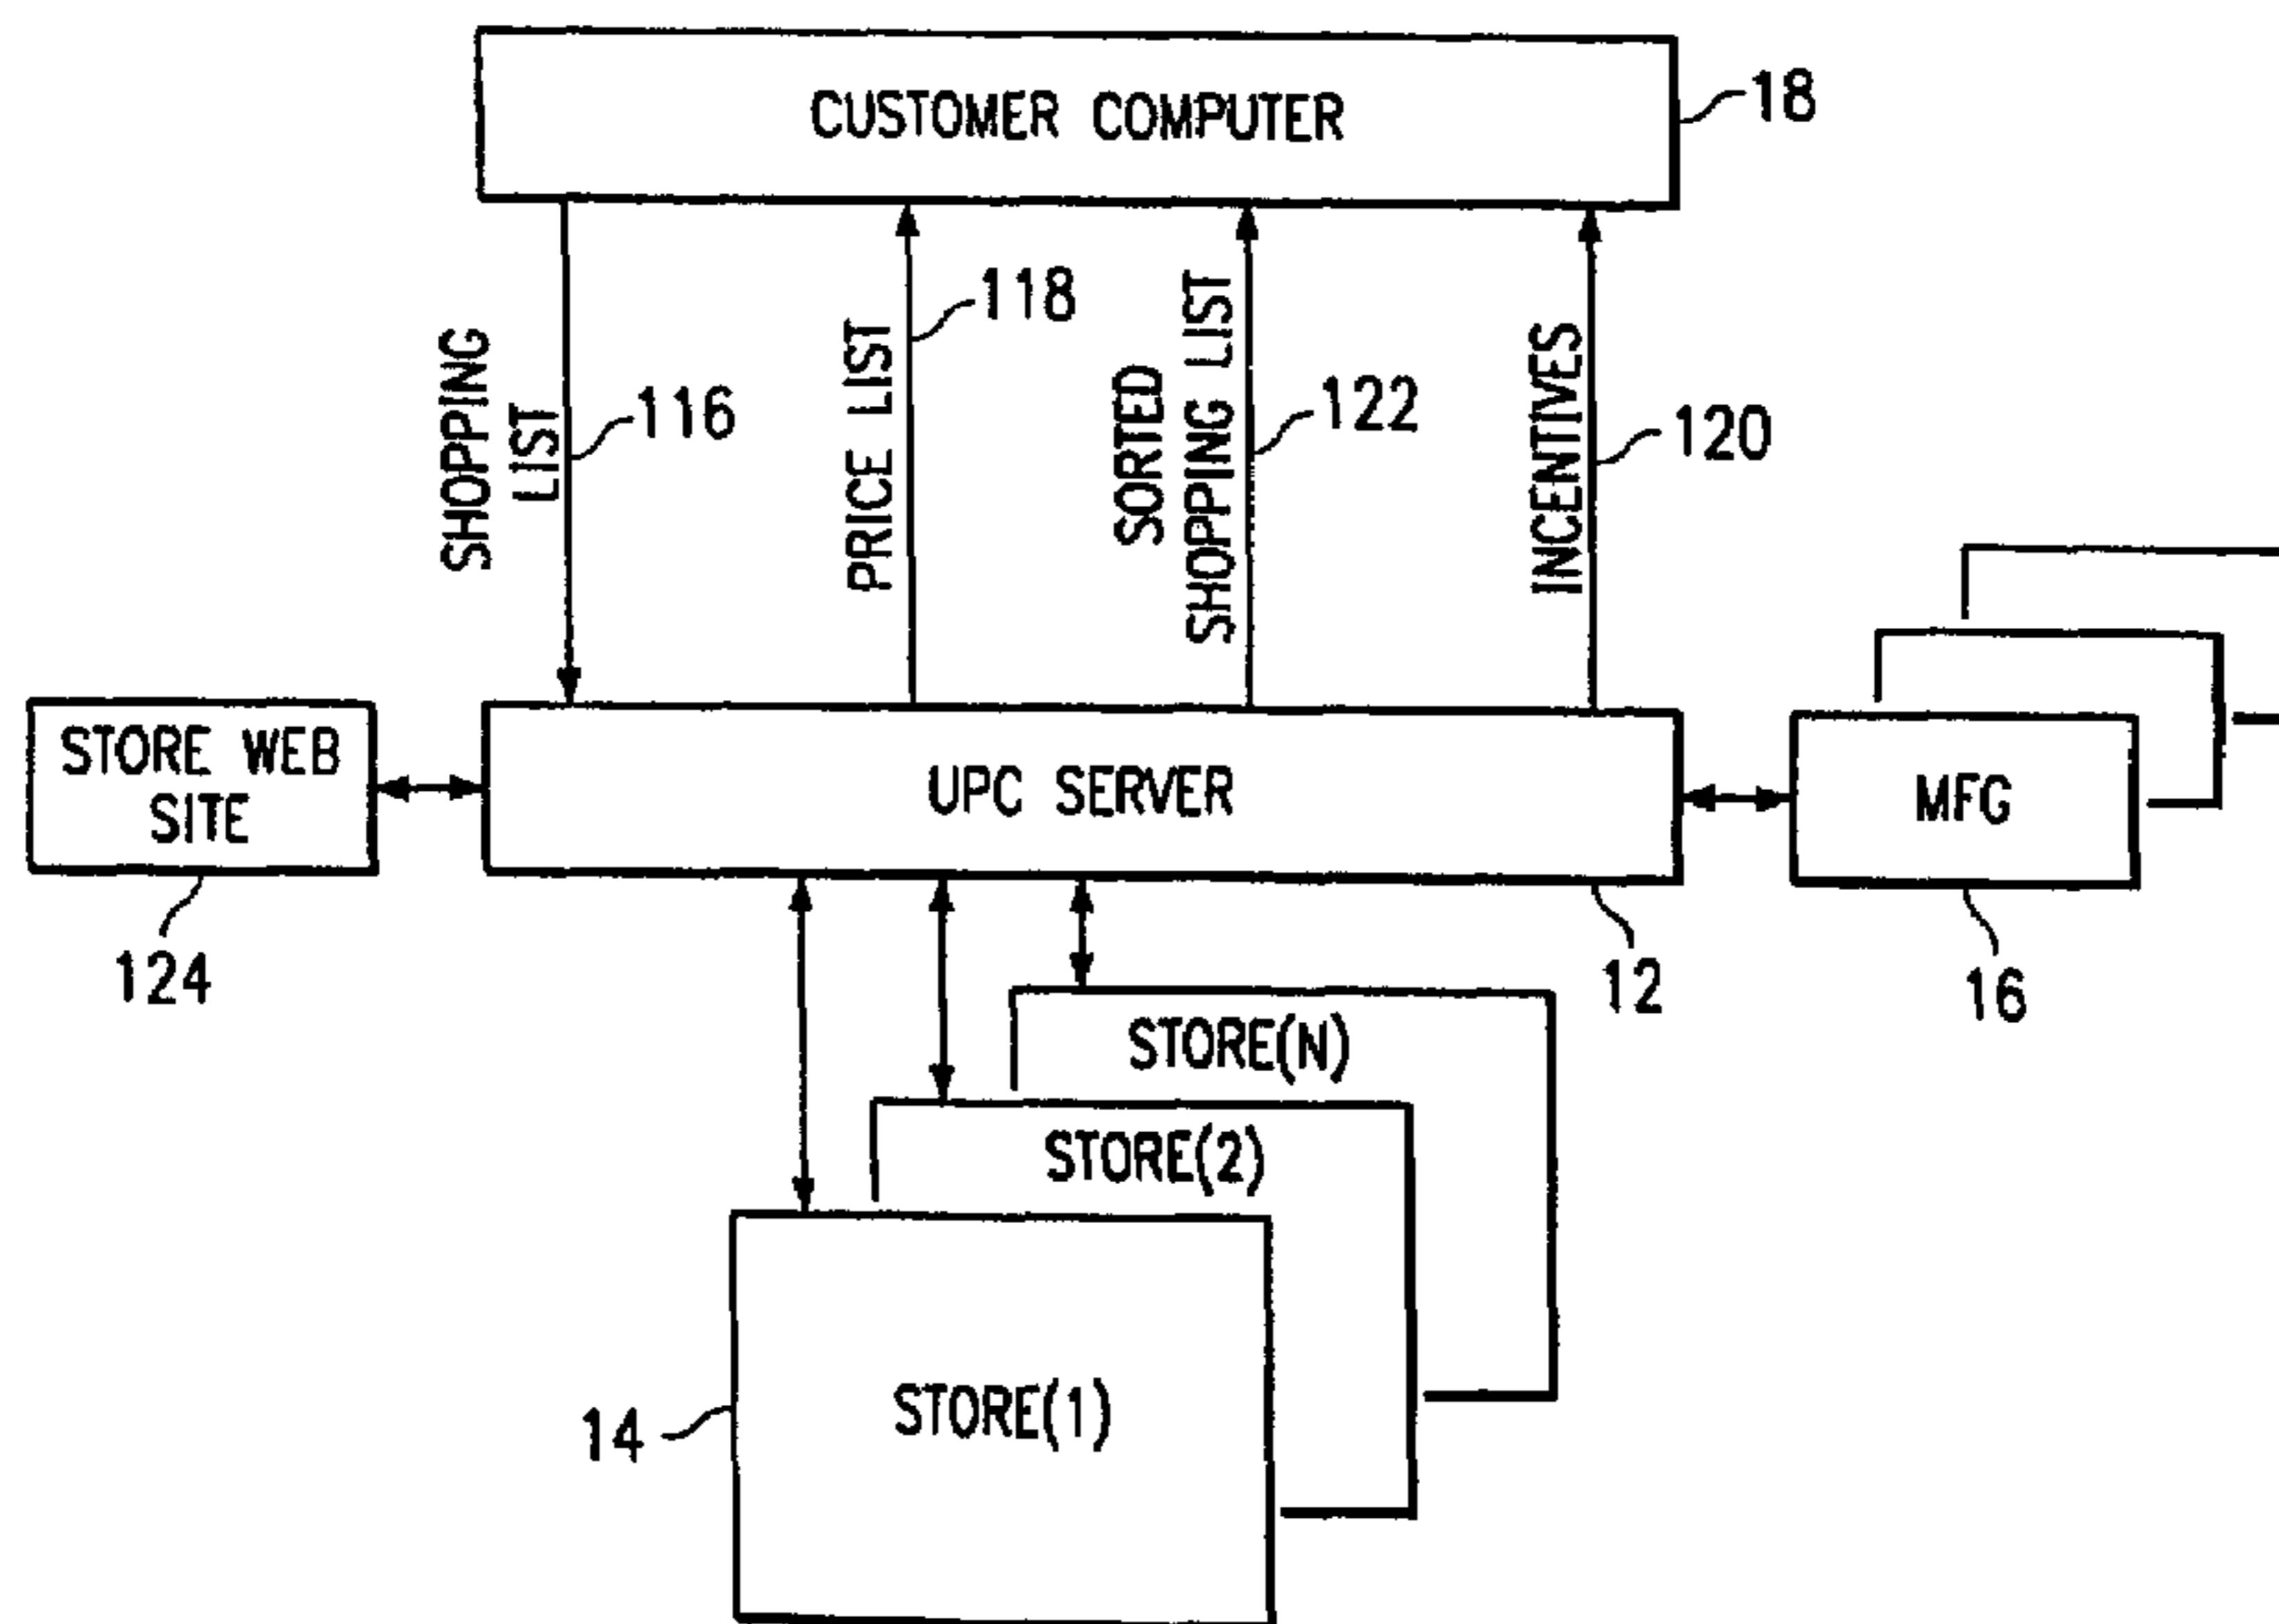 CUSTOMER COMPUTER
18
SHOPPING
LIST
116
PRICE LIST
118
SORTED
SHOPPING LIST
122
INCENTIVES
120
STORE WEB
SITE
124
UPC SERVER
12
MFG
16
STORE(N)
STORE(2)
STORE(1)
14